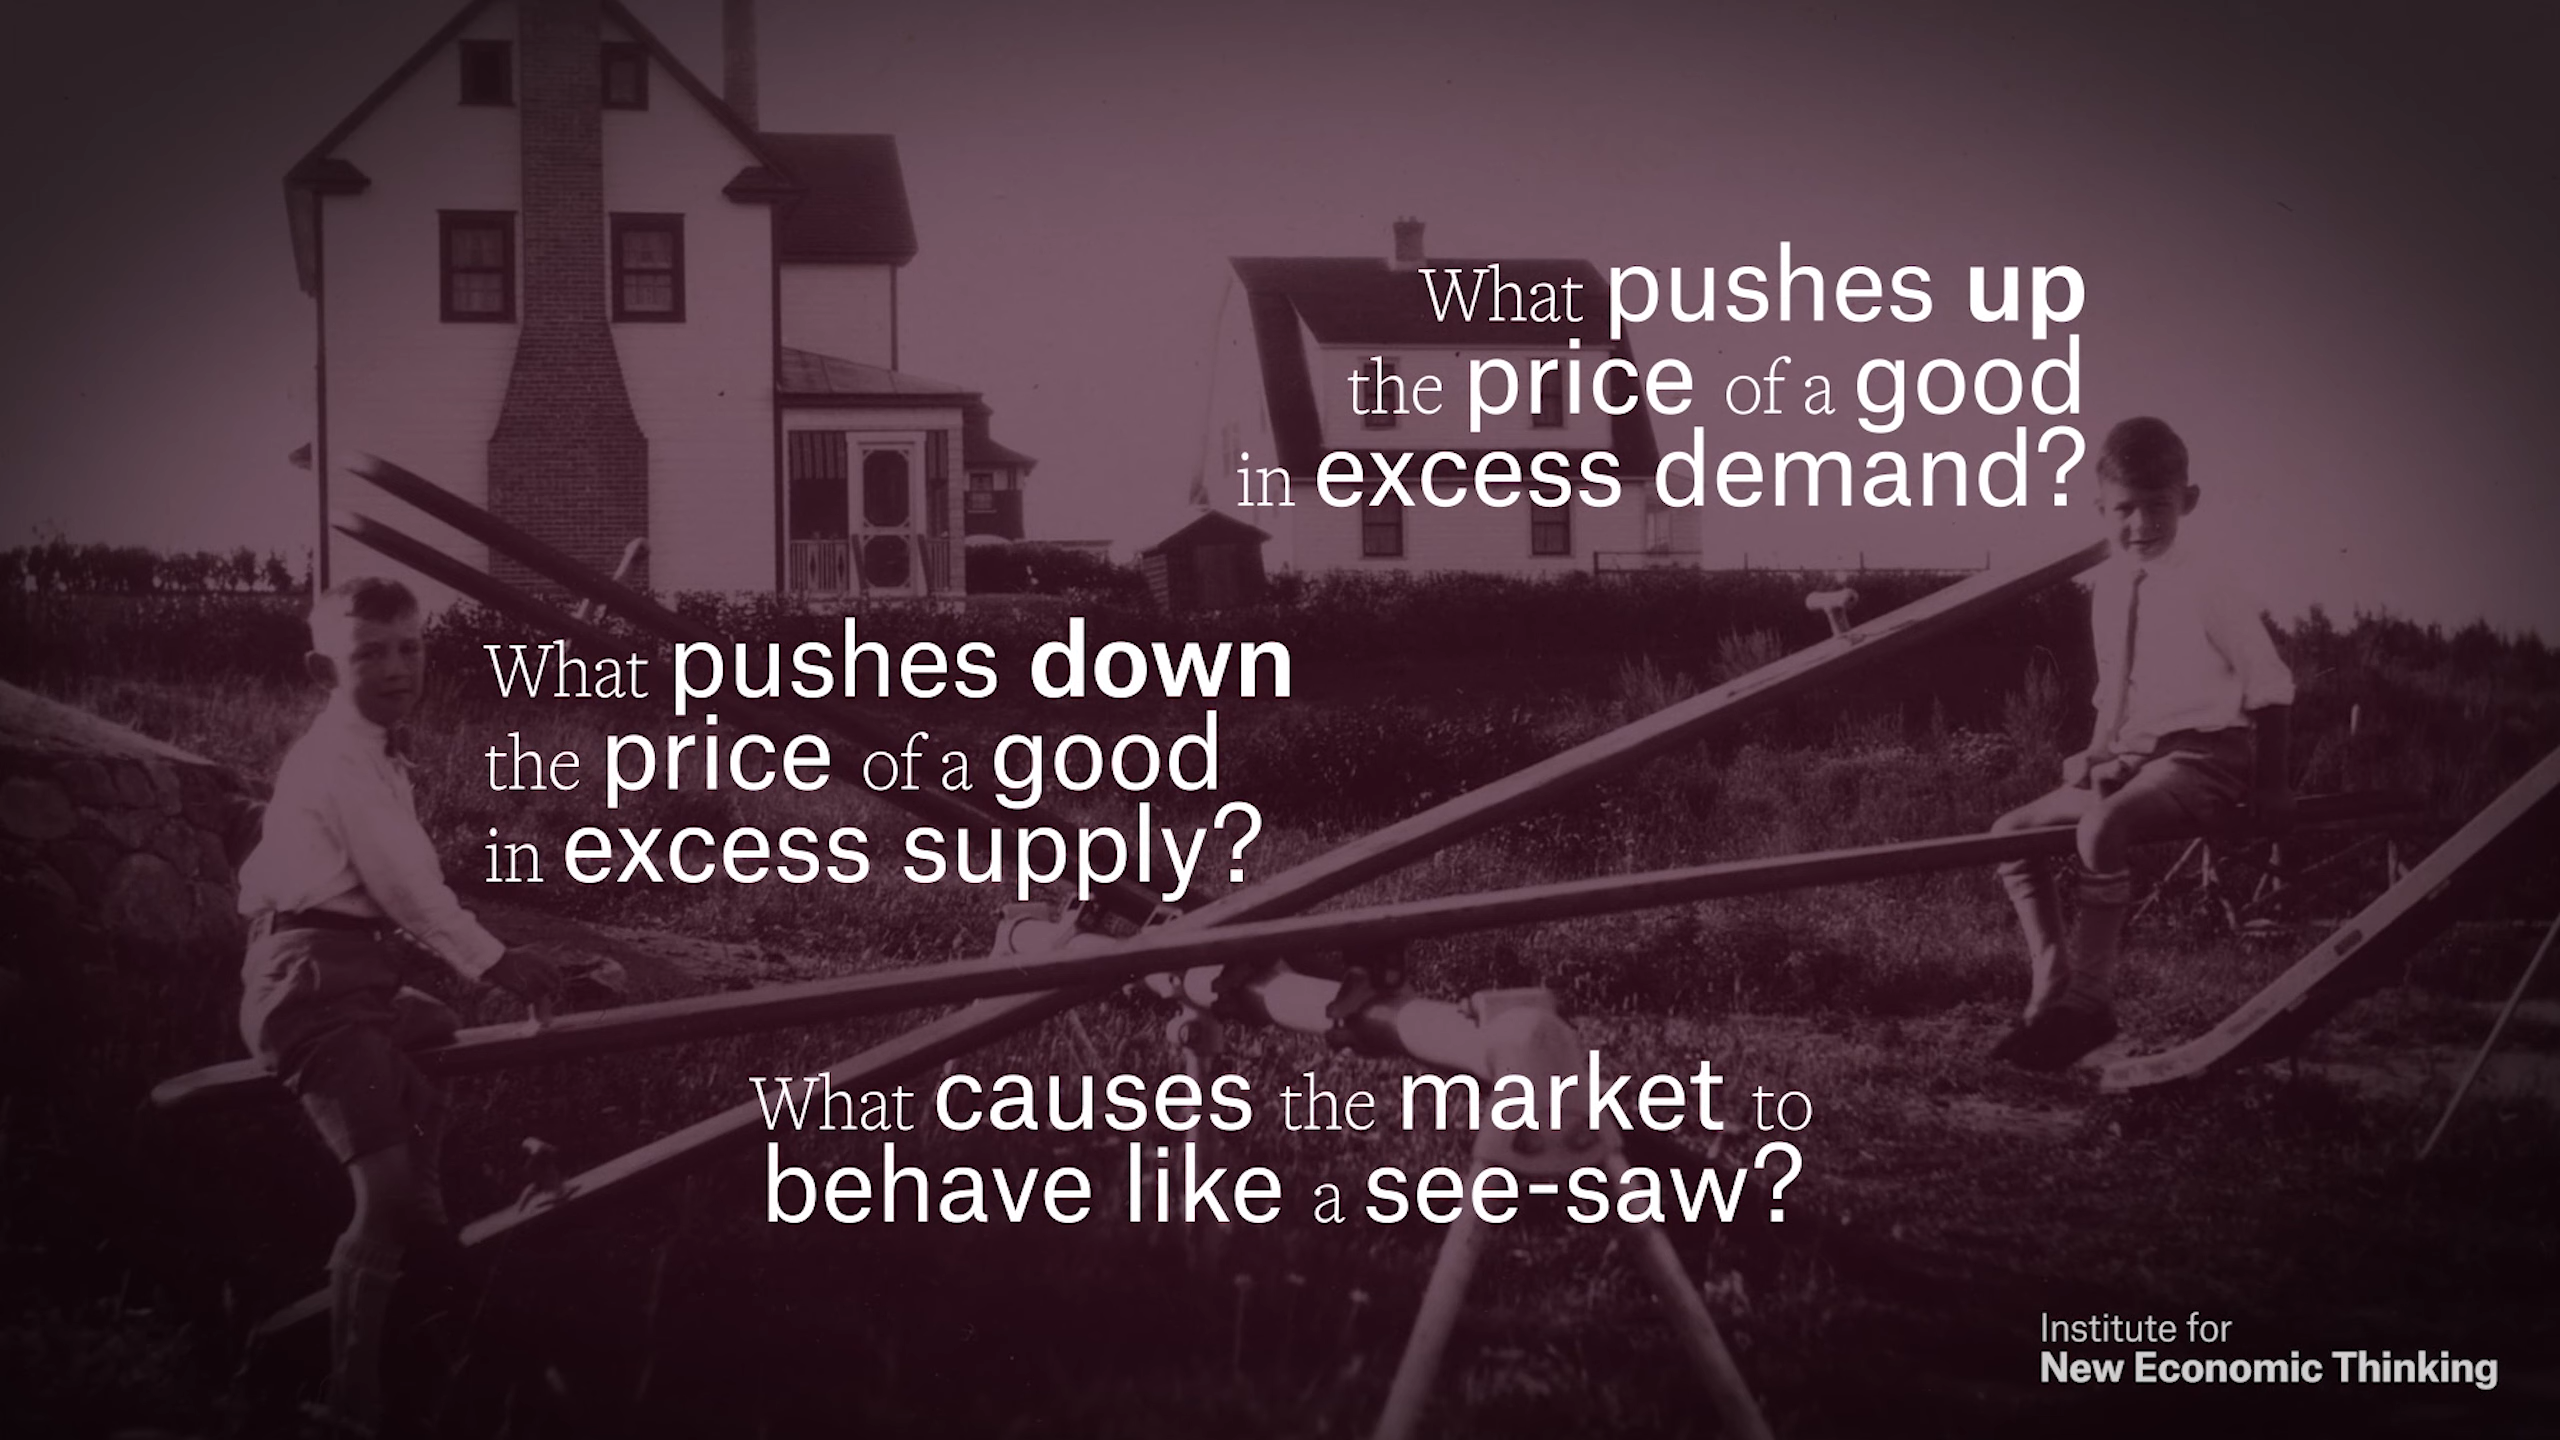 What pushes up
the price of a good
in excess demand?
What pushes down
the price of a good
in excess supply?
What causes the market to
behave like a see-saw?
Institute for
New Economic Thinking